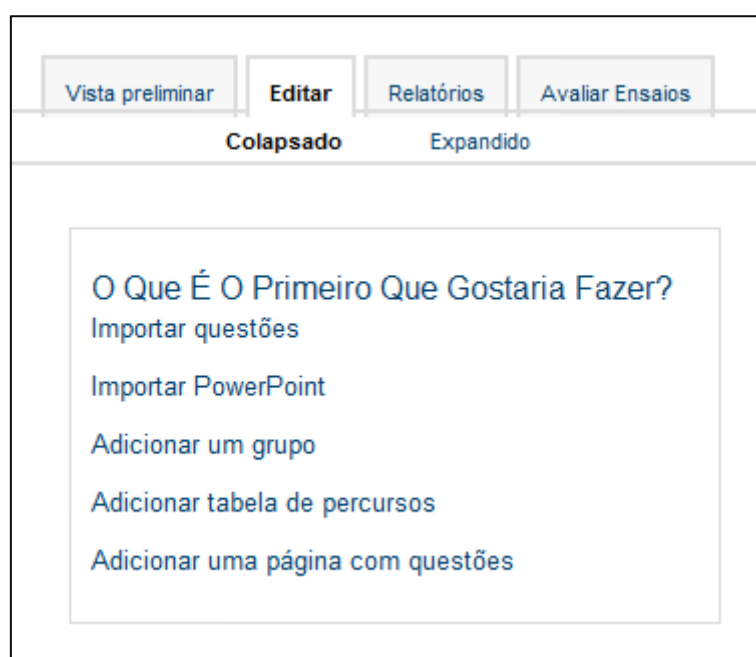 Vista preliminar Editar Relatórios Avaliar Ensaios
Colapsado Expandido
O Que É O Primeiro Que Gostaria Fazer?
Importar questões
Importar PowerPoint
Adicionar um grupo
Adicionar tabela de percursos
Adicionar uma página com questões